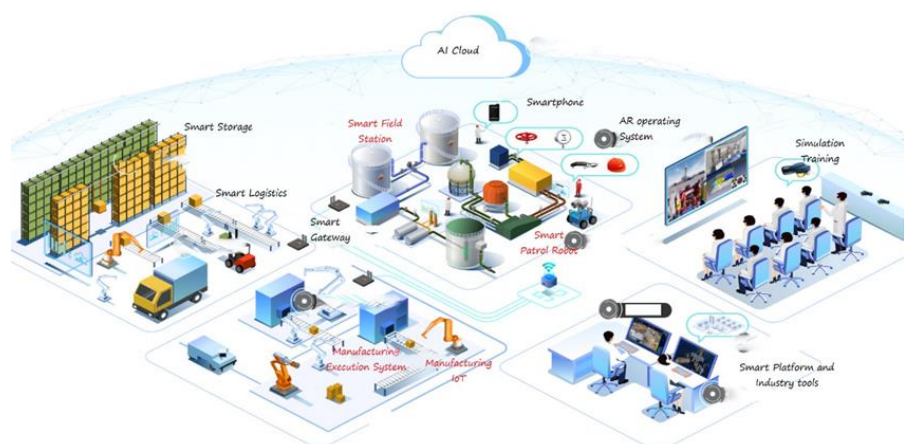 AI Cloud
Smartphone
AR operating
System
Smart Storage
Smart Field
Station
Simulation
Training
Smart Logistics
Smart
Gateway
Smart
Patrol Robot
Manufacturing
Execution System
Manufacturing
IoT
Smart Platform and
Industry tools